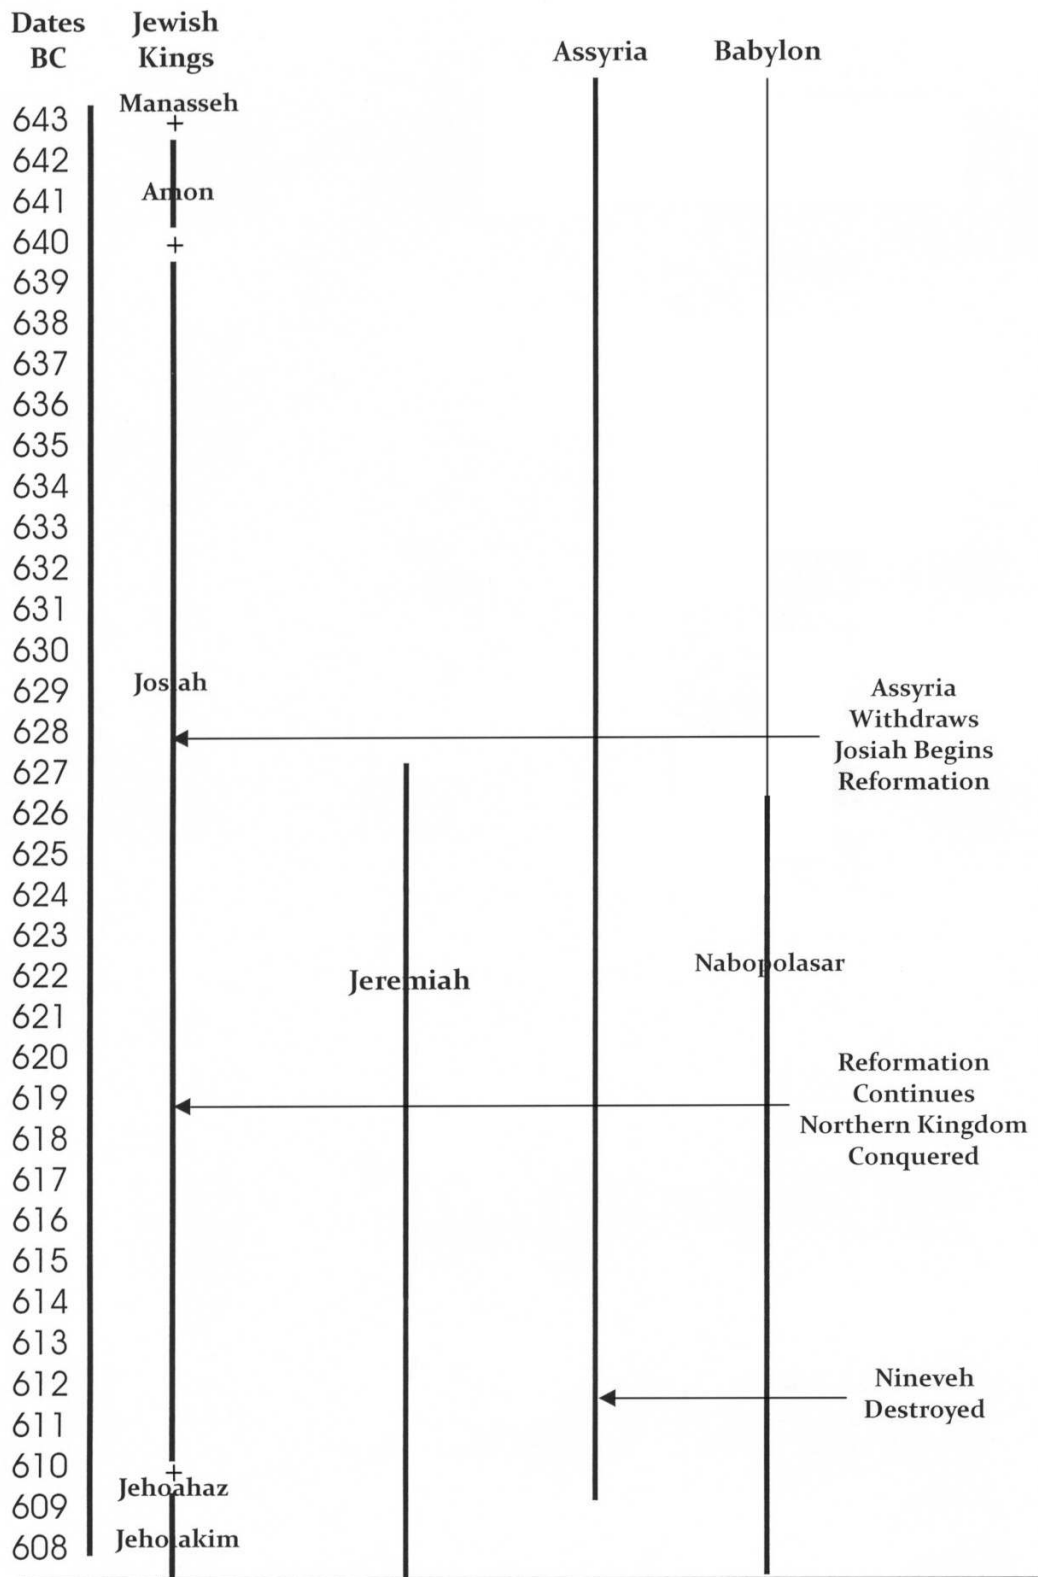 Dates BC
Jewish Kings
Assyria
Babylon
Manasseh
643
+
642
Amon
641
640
+
639
638
637
636
635
634
633
632
631
630
Josiah
629
Assyria
Withdraws
Josiah Begins
Reformation
628
627
626
625
624
623
Nabopolasar
622
Jeremiah
621
620
Reformation
Continues
Northern Kingdom
Conquered
619
618
617
616
615
614
613
612
Nineveh
Destroyed
611
610
+
Jehoahaz
609
608
Jehoiakim